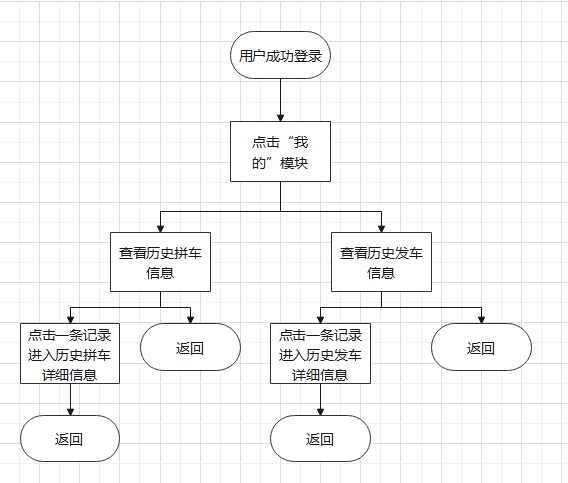 用户成功登录
点击“我
的”模块
查看历史拼车
信息
查看历史发车
信息
点击一条记录
进入历史拼车
详细信息
返回
点击一条记录
进入历史发车
详细信息
返回
返回
返回